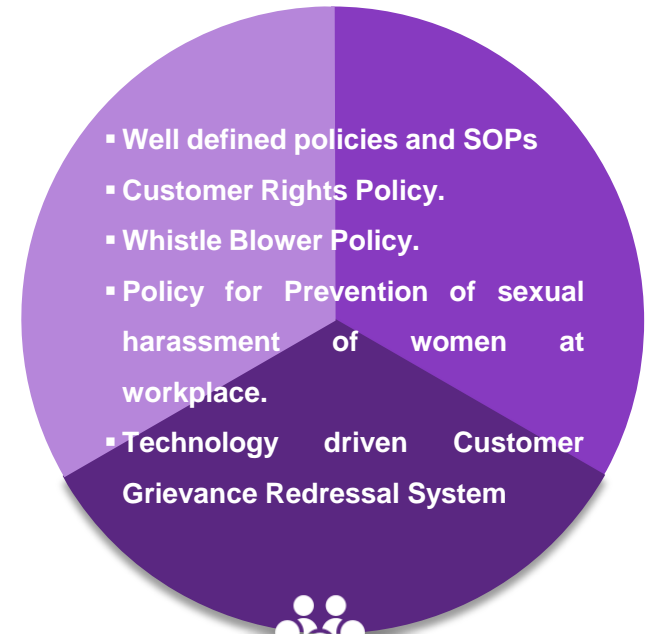 ▪ Well defined policies and SOPs
▪ Customer Rights Policy.
▪ Whistle Blower Policy.
▪ Policy for Prevention of sexual
harassment of women at
workplace.
▪ Technology driven Customer
Grievance Redressal System